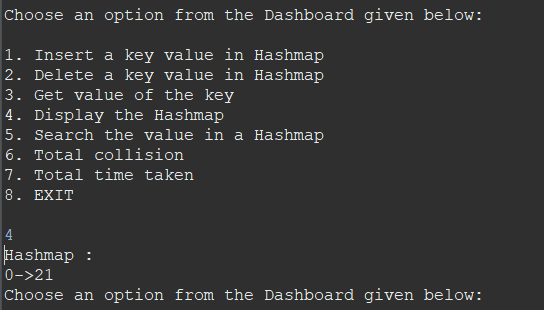 Choose an option from the Dashboard given below:
1. Insert a key value in Hashmap
2. Delete a key value in Hashmap
3. Get value of the key
4. Display the Hashmap
5. Search the value in a Hashmap
6. Total collision
7. Total time taken
8. EXIT
4
Hashmap :
0->21
Choose an option from the Dashboard given below: